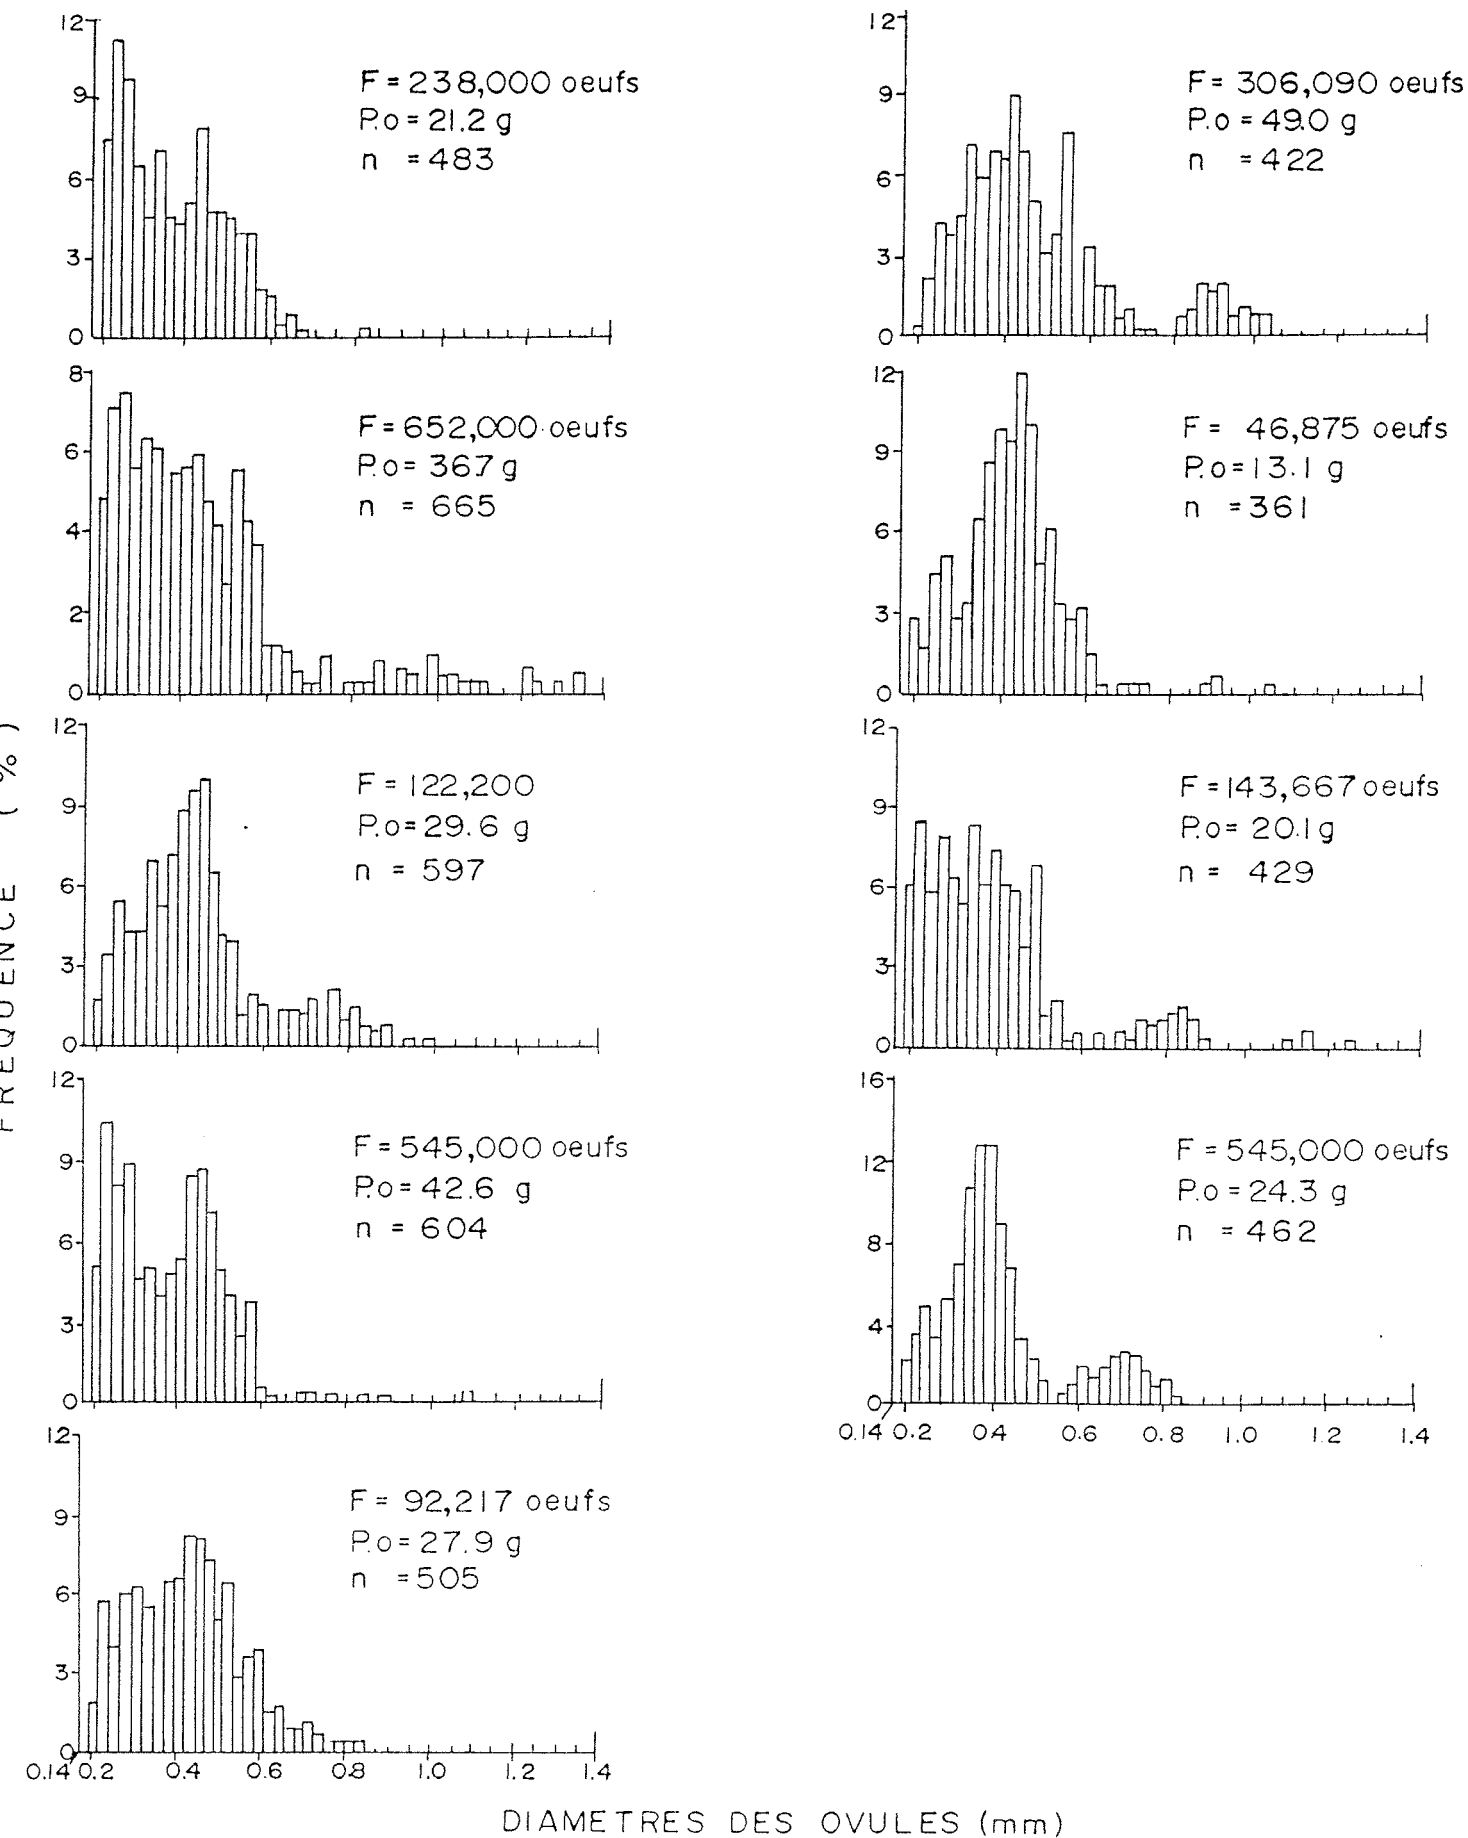 12
9
6
3
0
F = 238,000 oeufs
P.o = 21.2 g
n = 483
12
9
6
3
0
F = 306,090 oeufs
P.o = 49.0 g
n = 422
8
6
4
2
0
F = 652,000 oeufs
P.o = 36.7 g
n = 665
12
9
6
3
0
F = 46,875 oeufs
P.o = 13.1 g
n = 361
12
9
6
3
0
F = 122,200
P.o = 29.6 g
n = 597
12
9
6
3
0
F = 143,667 oeufs
P.o = 20.1 g
n = 429
12
9
6
3
0
F = 545,000 oeufs
P.o = 42.6 g
n = 604
16
12
8
4
0
F = 545,000 oeufs
P.o = 24.3 g
n = 462
0.14 0.2 0.4 0.6 0.8 1.0 1.2 1.4
12
9
6
3
0
F = 92,217 oeufs
P.o = 27.9 g
n = 505
0.14 0.2 0.4 0.6 0.8 1.0 1.2 1.4
FREQUENCE (%)
DIAMETRES DES OVULES (mm)